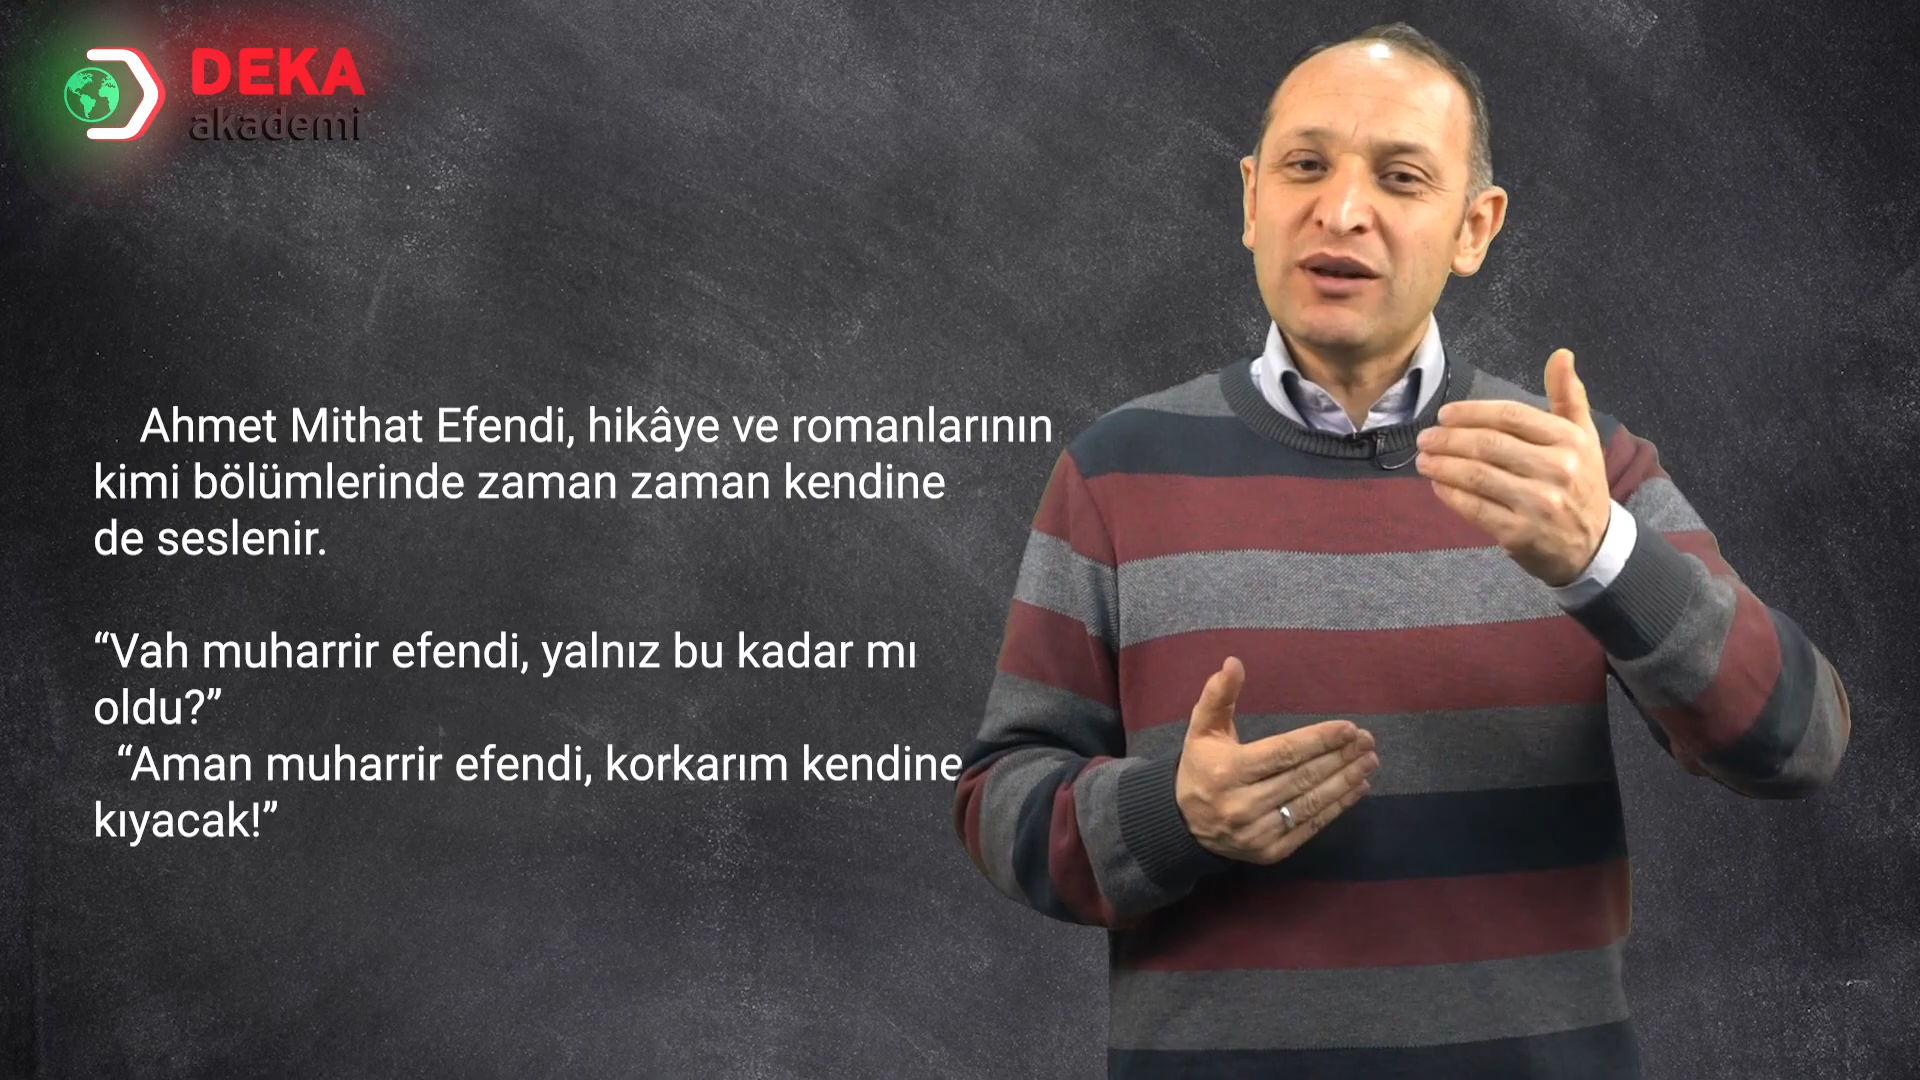 DEKA
akademi
Ahmet Mithat Efendi, hikâye ve romanlarının
kimi bölümlerinde zaman zaman kendine
de seslenir.
“Vah muharrir efendi, yalnız bu kadar mı
oldu?”
“Aman muharrir efendi, korkarım kendine
kıyacak!”